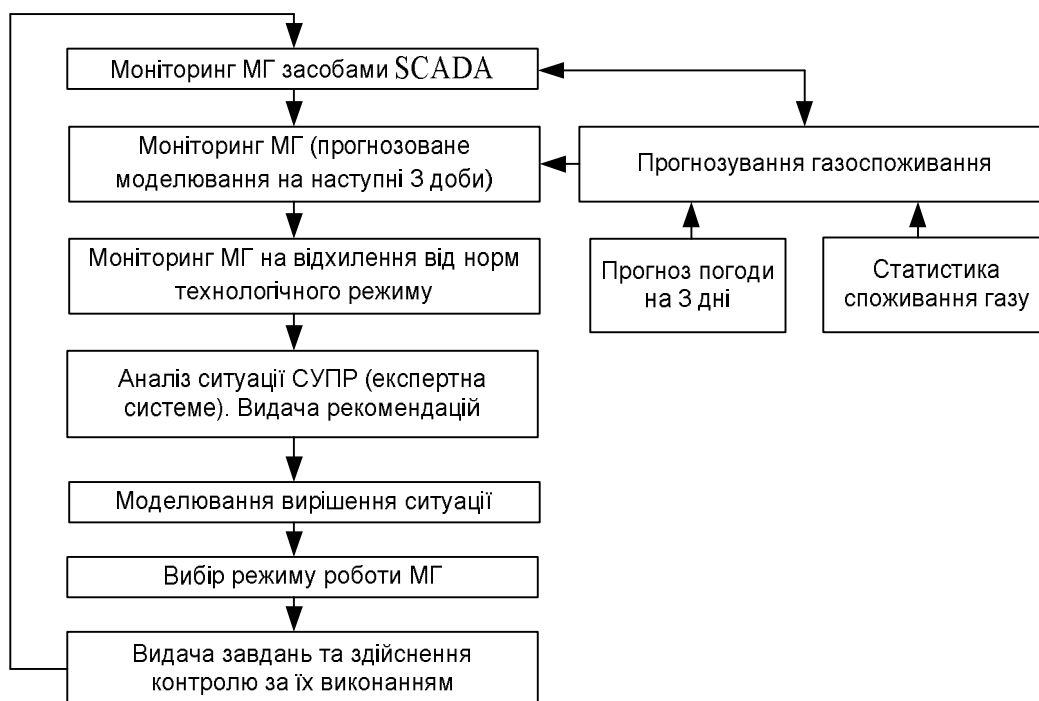 Моніторинг МГ засобами SCADA
Моніторинг МГ (прогнозоване
моделювання на наступні 3 доби)
Прогнозування газоспоживання
Моніторинг МГ на відхилення від норм
технологічного режиму
Прогноз погоди
на 3 дні
Статистика
споживання газу
Аналіз ситуації СУПР (експертна
системе). Видача рекомендацій
Моделювання вирішення ситуації
Вибір режиму роботи МГ
Видача завдань та здійснення
контролю за їх виконанням